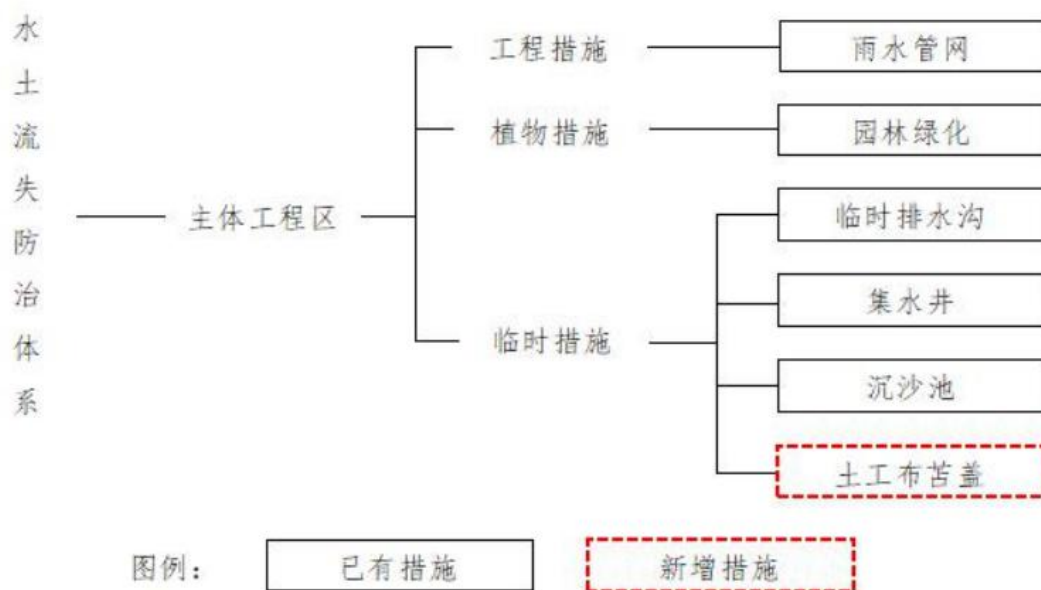 水土流失防治体系
主体工程区
工程措施
雨水管网
植物措施
园林绿化
临时措施
临时排水沟
集水井
沉沙池
土工布苫盖
图例：
已有措施
新增措施